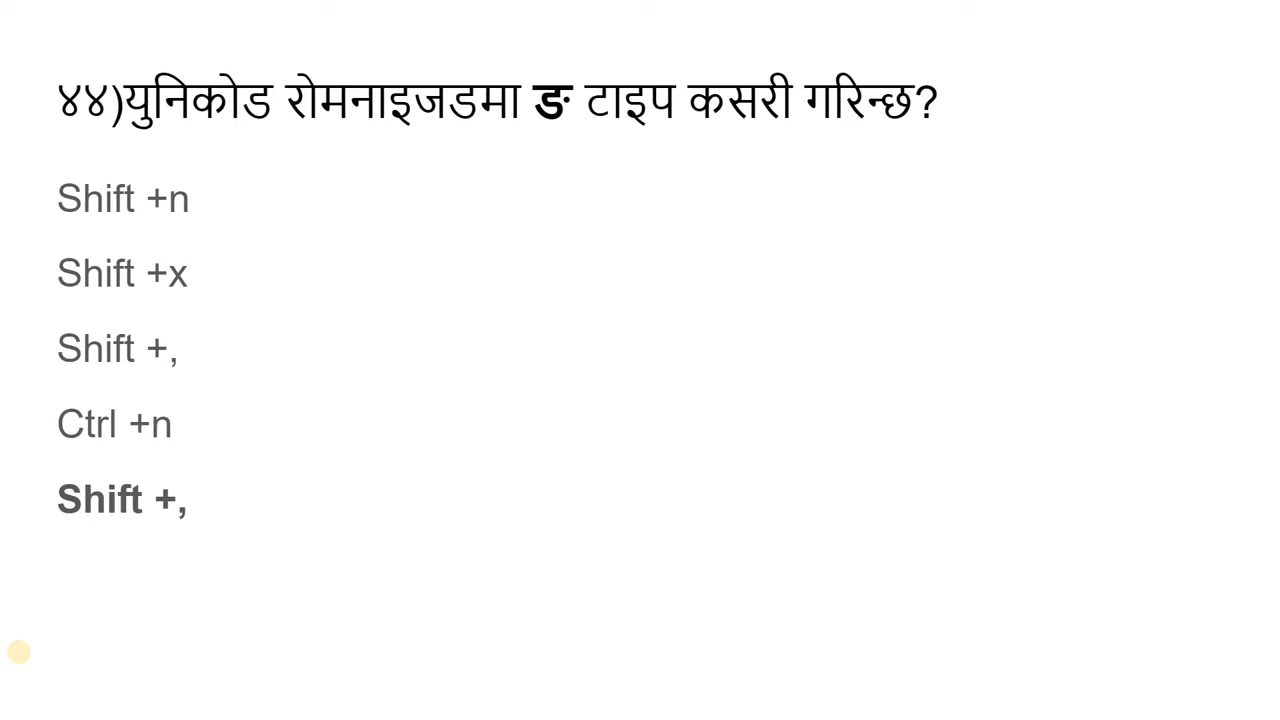 ४४)युनिकोड रोमनाइजडमा ङ टाइप कसरी गरिन्छ?
Shift +n
Shift +x
Shift +,
Ctrl +n
Shift +,